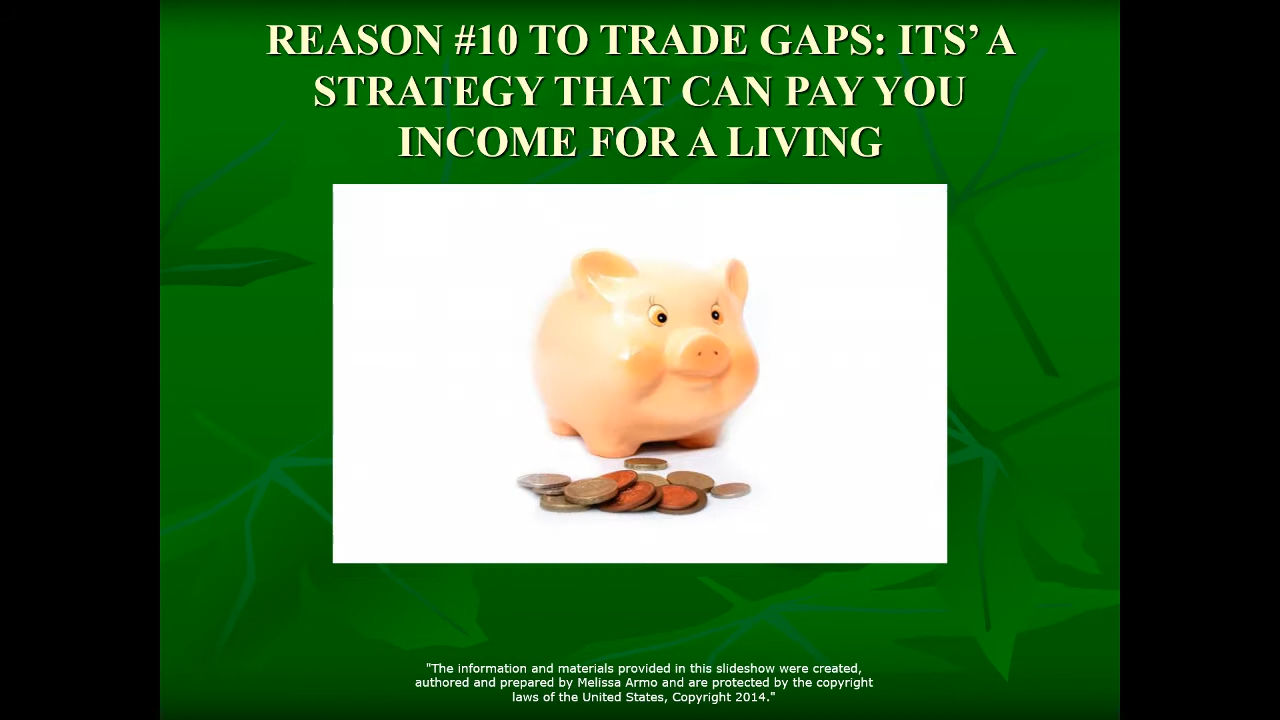 REASON #10 TO TRADE GAPS: ITS’ A
STRATEGY THAT CAN PAY YOU
INCOME FOR A LIVING
"The information and materials provided in this slideshow were created,
authored and prepared by Melissa Armo and are protected by the copyright
laws of the United States, Copyright 2014."